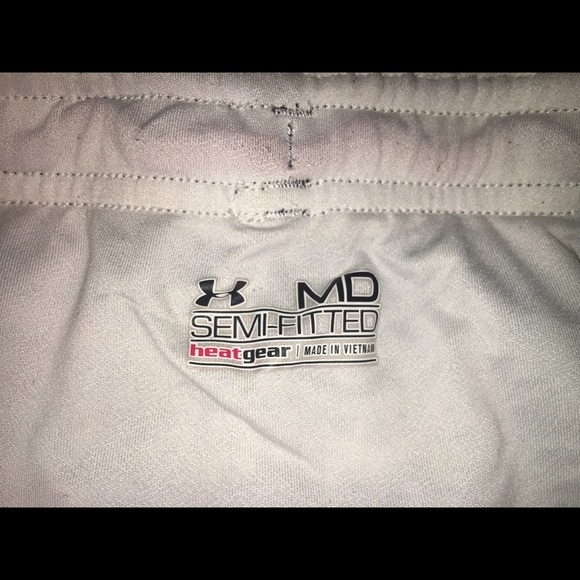 MD
SEMI-FITTED
heatgear | MADE IN VIETNAM